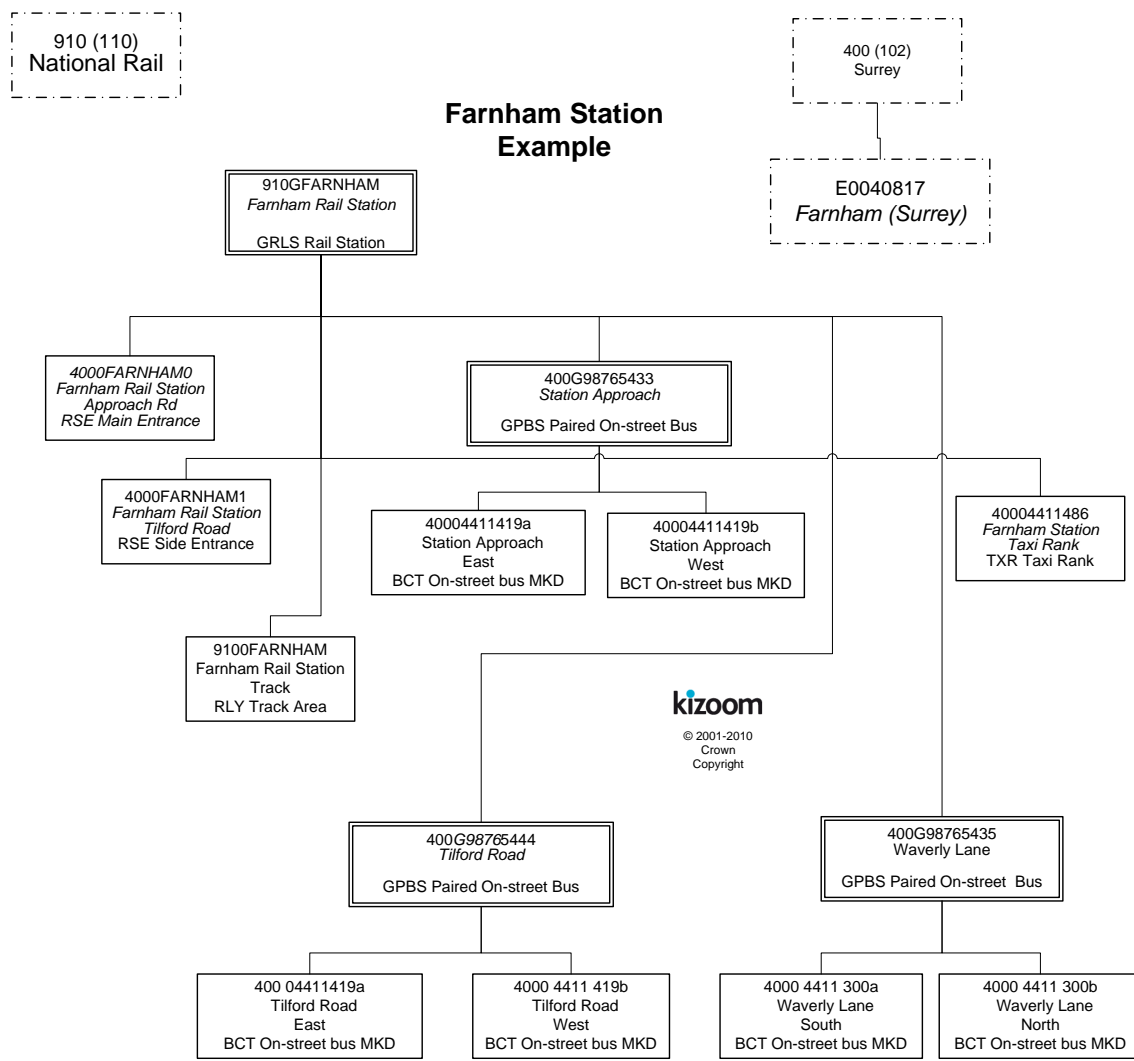 910 (110)
National Rail
400 (102)
Surrey
Farnham Station
Example
E0040817
Farnham (Surrey)
910GFARNHAM
Farnham Rail Station
GRLS Rail Station
4000FARNHAM0
Farnham Rail Station
Approach Rd
RSE Main Entrance
400G98765433
Station Approach
GPBS Paired On-street Bus
4000FARNHAM1
Farnham Rail Station
Tilford Road
RSE Side Entrance
40004411419a
Station Approach
East
BCT On-street bus MKD
40004411419b
Station Approach
West
BCT On-street bus MKD
40004411486
Farnham Station
Taxi Rank
TXR Taxi Rank
9100FARNHAM
Farnham Rail Station
Track
RLY Track Area
kizoom
© 2001-2010
Crown
Copyright
400G98765444
Tilford Road
GPBS Paired On-street Bus
400G98765435
Waverly Lane
GPBS Paired On-street Bus
400 04411419a
Tilford Road
East
BCT On-street bus MKD
4000 4411 419b
Tilford Road
West
BCT On-street bus MKD
4000 4411 300a
Waverly Lane
South
BCT On-street bus MKD
4000 4411 300b
Waverly Lane
North
BCT On-street bus MKD